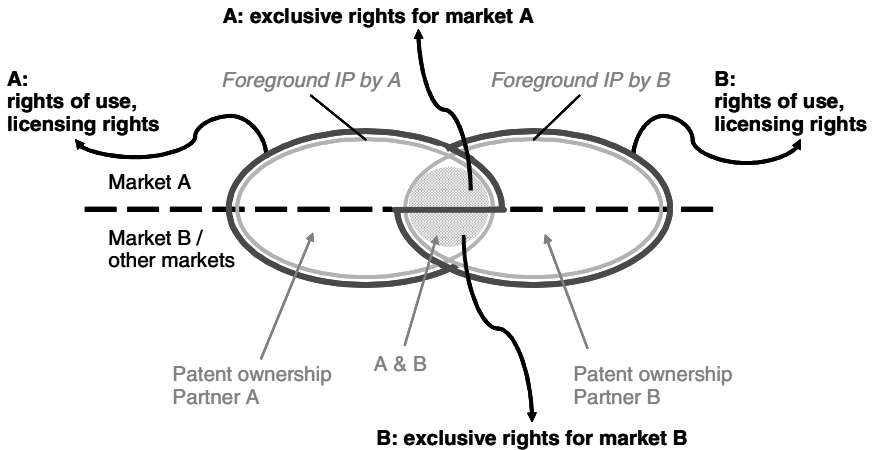 A: exclusive rights for market A
A:
rights of use,
licensing rights
Foreground IP by A
Foreground IP by B
B:
rights of use,
licensing rights
Market A
Market B /
other markets
Patent ownership
Partner A
A & B
Patent ownership
Partner B
B: exclusive rights for market B